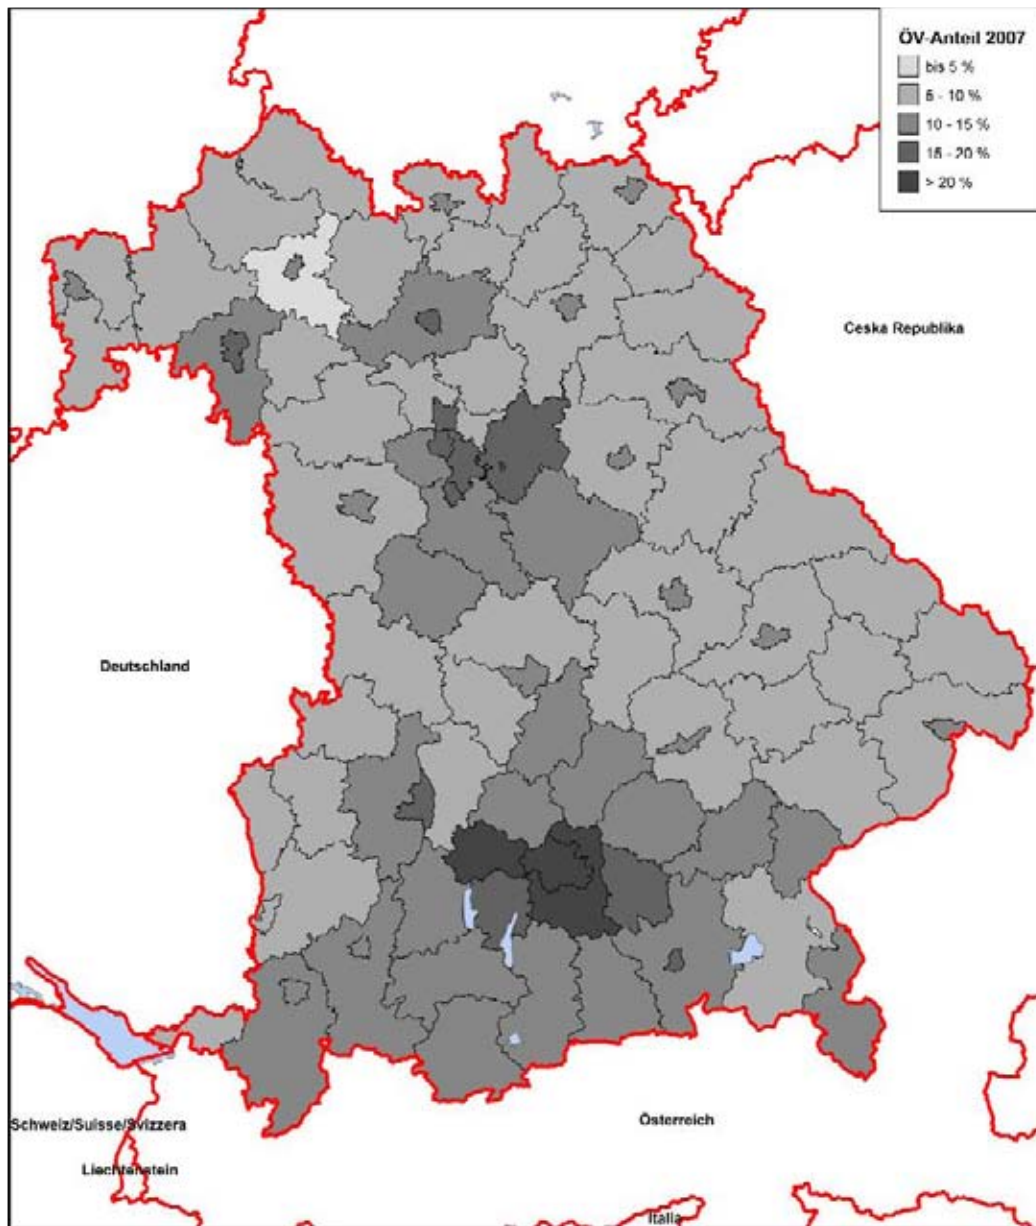 ÖV-Anteil 2007
bis 5 %
5 - 10 %
10 - 15 %
15 - 20 %
> 20 %
Ceska Republika
Deutschland
Schweiz/Suisse/Svizzera
Österreich
Liechtenstein
Italia